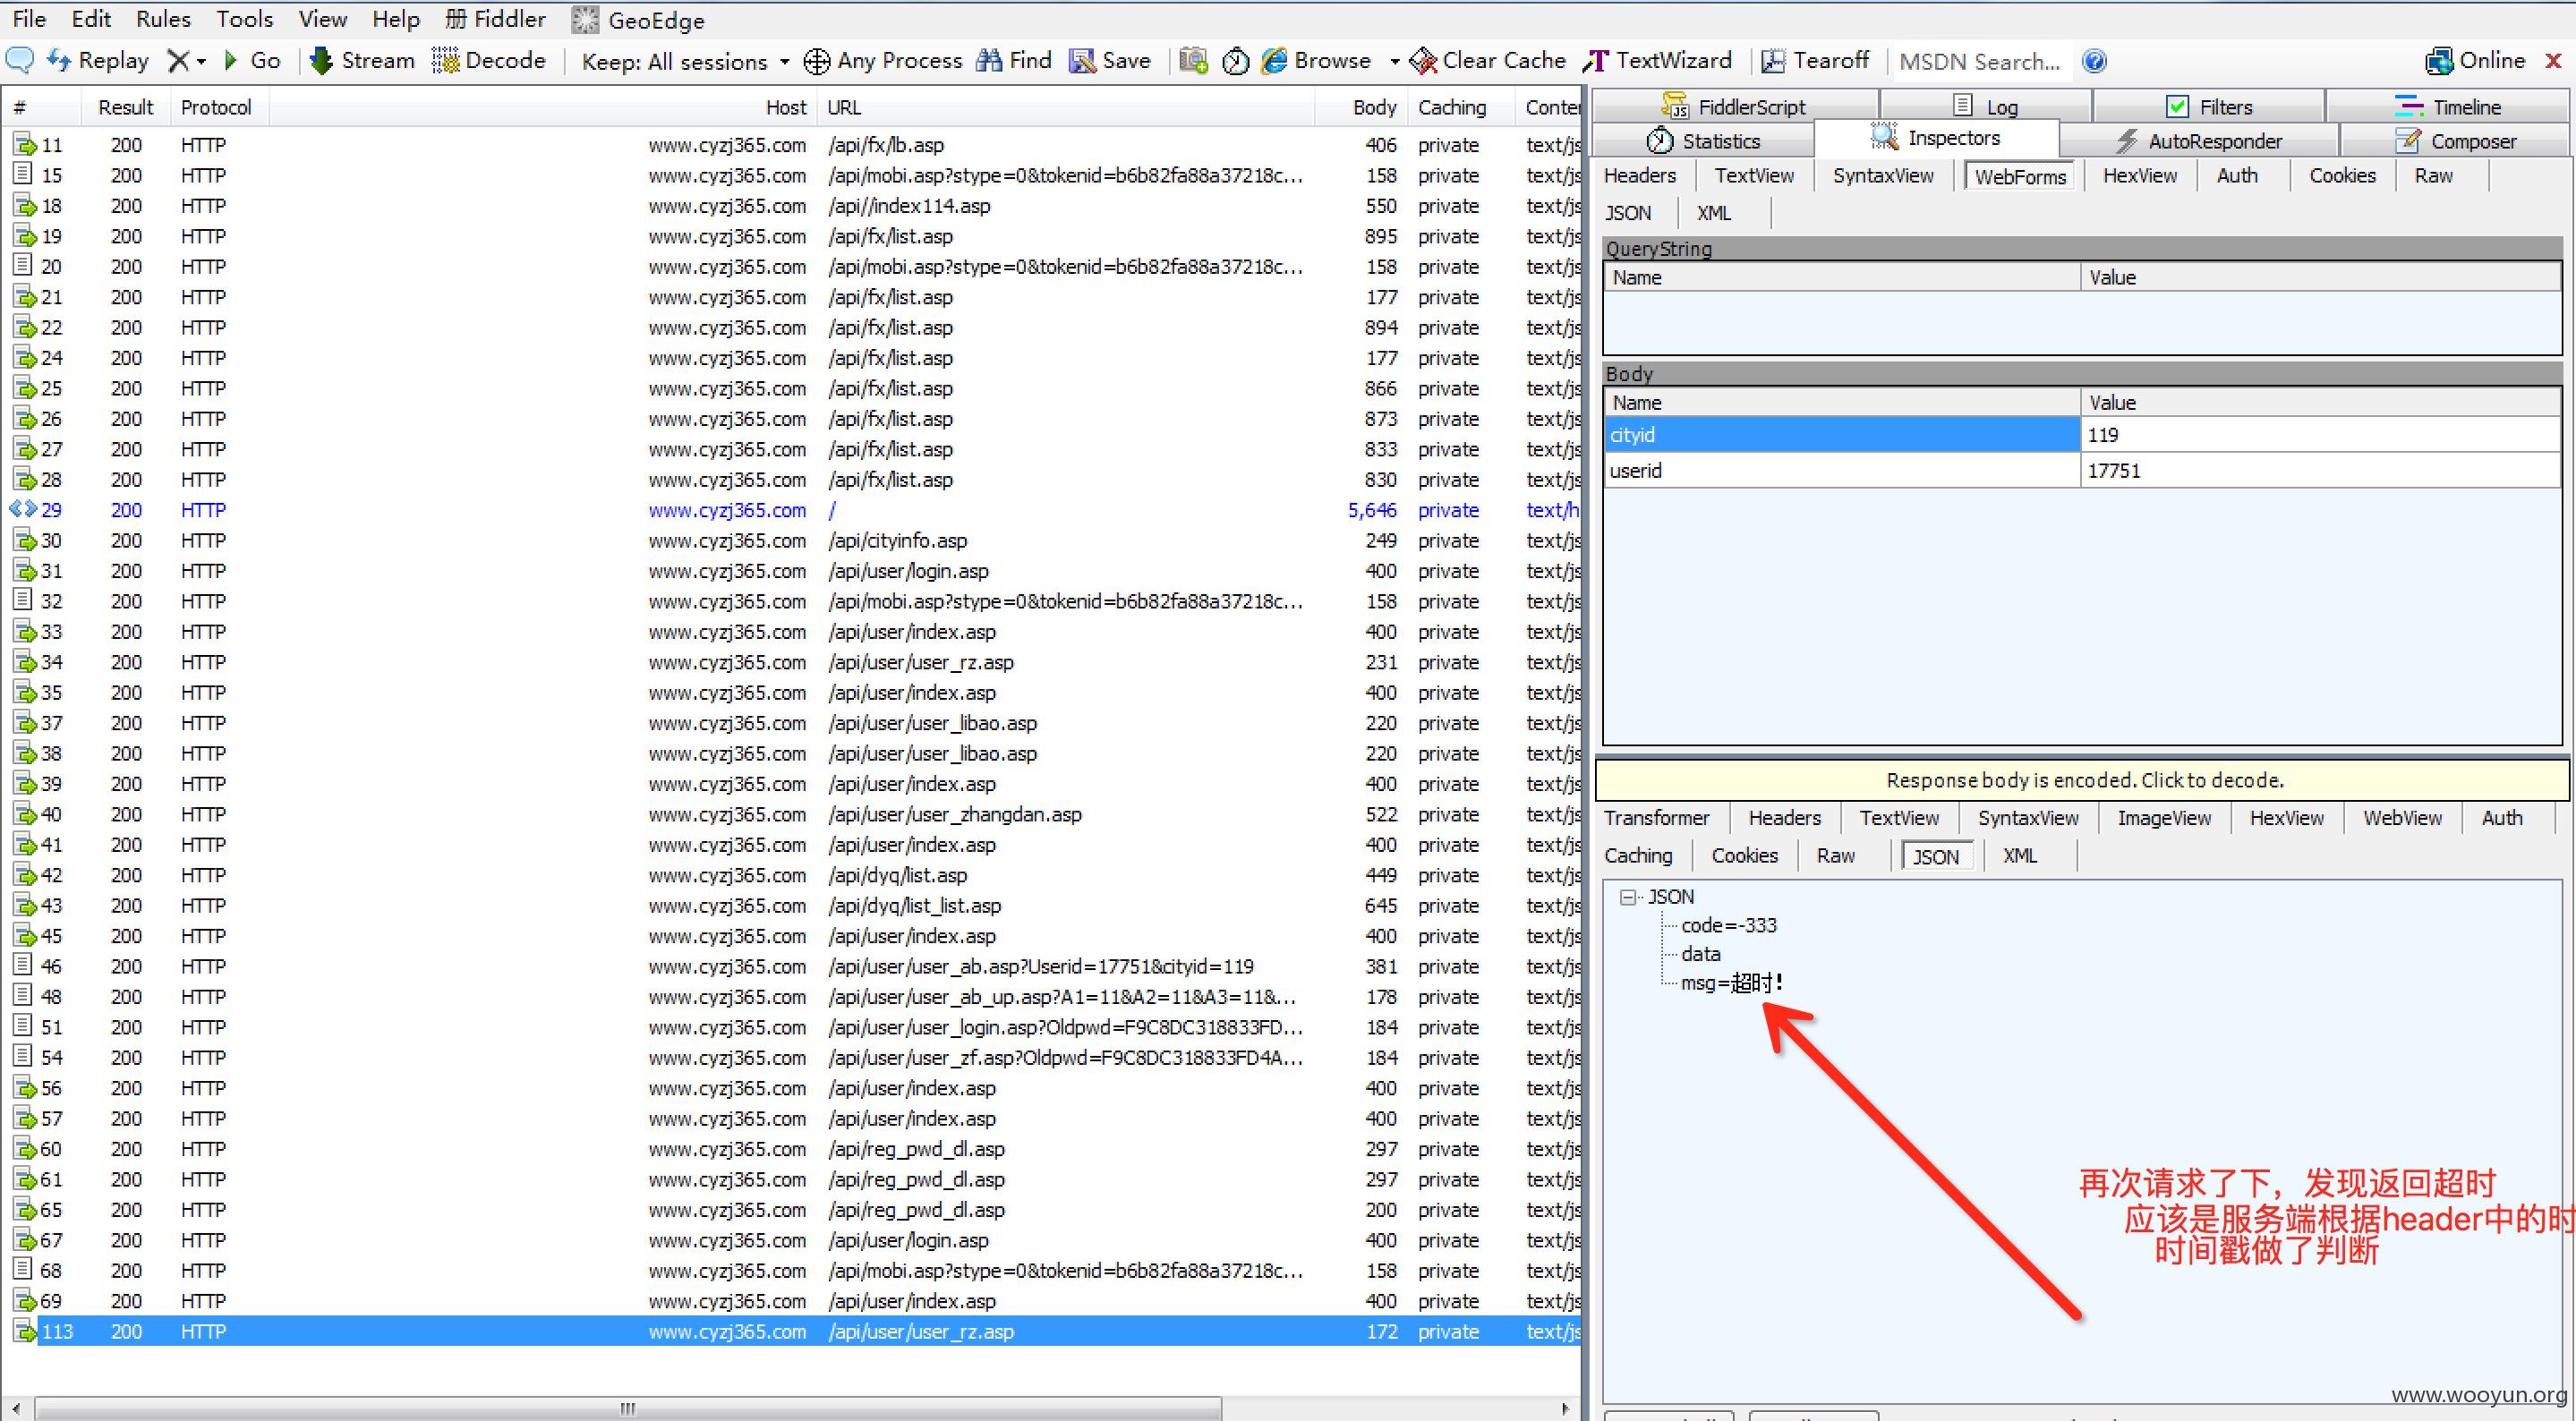 File Edit Rules Tools View Help 册 Fiddler GeoEdge
Replay Go Stream Decode Keep: All sessions Any Process Find Save Browse Clear Cache TextWizard Tearoff MSDN Search... Online
# Result Protocol Host URL Body Caching Conter
11 200 HTTP www.cyzj365.com /api/fx/lb.asp 406 private text/js
15 200 HTTP www.cyzj365.com /api/mobi.asp?stype=0&tokenid=b6b82fa88a37218c... 158 private text/js
18 200 HTTP www.cyzj365.com /api//index114.asp 550 private text/js
19 200 HTTP www.cyzj365.com /api/fx/list.asp 895 private text/js
20 200 HTTP www.cyzj365.com /api/mobi.asp?stype=0&tokenid=b6b82fa88a37218c... 158 private text/js
21 200 HTTP www.cyzj365.com /api/fx/list.asp 177 private text/js
22 200 HTTP www.cyzj365.com /api/fx/list.asp 894 private text/js
24 200 HTTP www.cyzj365.com /api/fx/list.asp 177 private text/js
25 200 HTTP www.cyzj365.com /api/fx/list.asp 866 private text/js
26 200 HTTP www.cyzj365.com /api/fx/list.asp 873 private text/js
27 200 HTTP www.cyzj365.com /api/fx/list.asp 833 private text/js
28 200 HTTP www.cyzj365.com /api/fx/list.asp 830 private text/js
29 200 HTTP www.cyzj365.com / 5,646 private text/h
30 200 HTTP www.cyzj365.com /api/cityinfo.asp 249 private text/js
31 200 HTTP www.cyzj365.com /api/user/login.asp 400 private text/js
32 200 HTTP www.cyzj365.com /api/mobi.asp?stype=0&tokenid=b6b82fa88a37218c... 158 private text/js
33 200 HTTP www.cyzj365.com /api/user/index.asp 400 private text/js
34 200 HTTP www.cyzj365.com /api/user/user_rz.asp 231 private text/js
35 200 HTTP www.cyzj365.com /api/user/index.asp 400 private text/js
37 200 HTTP www.cyzj365.com /api/user/user_libao.asp 220 private text/js
38 200 HTTP www.cyzj365.com /api/user/user_libao.asp 220 private text/js
39 200 HTTP www.cyzj365.com /api/user/index.asp 400 private text/js
40 200 HTTP www.cyzj365.com /api/user/user_zhangdan.asp 522 private text/js
41 200 HTTP www.cyzj365.com /api/user/index.asp 400 private text/js
42 200 HTTP www.cyzj365.com /api/dyq/list.asp 449 private text/js
43 200 HTTP www.cyzj365.com /api/dyq/list_list.asp 645 private text/js
45 200 HTTP www.cyzj365.com /api/user/index.asp 400 private text/js
46 200 HTTP www.cyzj365.com /api/user/user_ab.asp?Userid=17751&cityid=119 381 private text/js
48 200 HTTP www.cyzj365.com /api/user/user_ab_up.asp?A1=11&A2=11&A3=11&... 178 private text/js
51 200 HTTP www.cyzj365.com /api/user/user_login.asp?Oldpwd=F9C8DC318833FD... 184 private text/js
54 200 HTTP www.cyzj365.com /api/user/user_zf.asp?Oldpwd=F9C8DC318833FD4A... 184 private text/js
56 200 HTTP www.cyzj365.com /api/user/index.asp 400 private text/js
57 200 HTTP www.cyzj365.com /api/user/index.asp 400 private text/js
60 200 HTTP www.cyzj365.com /api/reg_pwd_dl.asp 297 private text/js
61 200 HTTP www.cyzj365.com /api/reg_pwd_dl.asp 297 private text/js
65 200 HTTP www.cyzj365.com /api/reg_pwd_dl.asp 200 private text/js
67 200 HTTP www.cyzj365.com /api/user/login.asp 400 private text/js
68 200 HTTP www.cyzj365.com /api/mobi.asp?stype=0&tokenid=b6b82fa88a37218c... 158 private text/js
69 200 HTTP www.cyzj365.com /api/user/index.asp 400 private text/js
113 200 HTTP www.cyzj365.com /api/user/user_rz.asp 172 private text/js
FiddlerScript Log Filters Timeline
Statistics Inspectors AutoResponder Composer
Headers TextView SyntaxView WebForms HexView Auth Cookies Raw
JSON XML
QueryString
Name Value
Body
Name Value
cityid 119
userid 17751
Response body is encoded. Click to decode.
Transformer Headers TextView SyntaxView ImageView HexView WebView Auth
Caching Cookies Raw JSON XML
JSON
code=-333
data
msg=超时!
再次请求了下，发现返回超时
应该是服务端根据header中的时
时间戳做了判断
www.wooyun.org